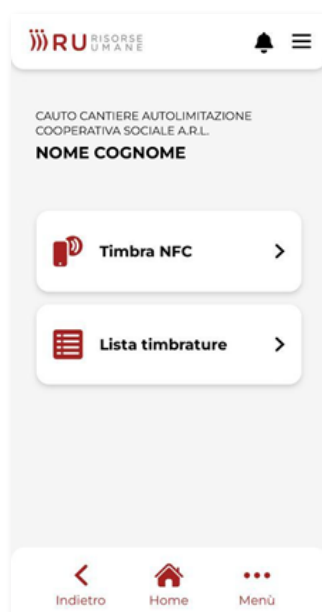 RU RISORSE
UMANE
CAUTO CANTIERE AUTOLIMITAZIONE
COOPERATIVA SOCIALE A.R.L.
NOME COGNOME
Timbra NFC
Lista timbrature
Indietro Home Menù